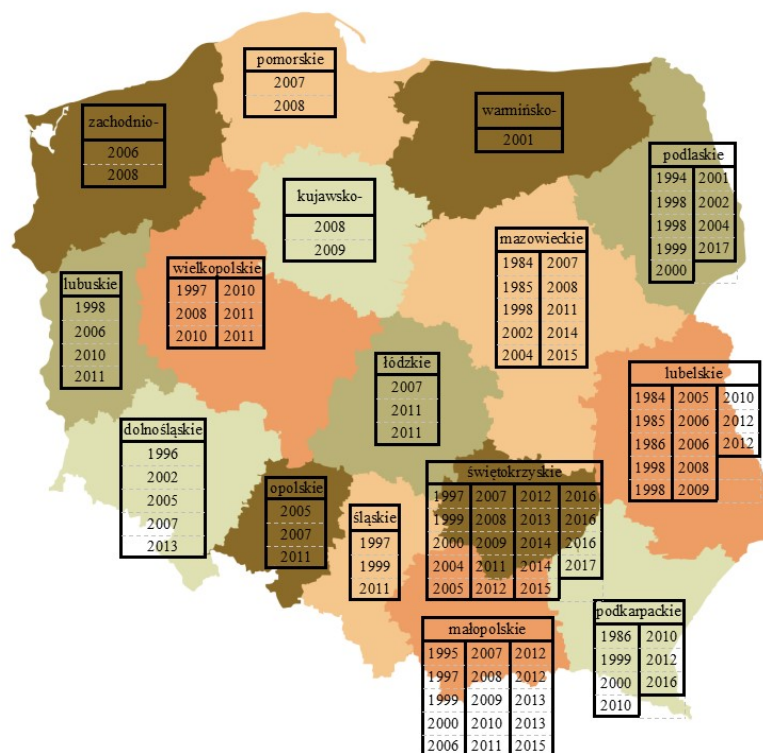 pomorskie
2007
2008
zachodnio-
2006
2008
warmińsko-
2001
podlaskie
1994 2001
1998 2002
1998 2004
1999 2017
2000
kujawsko-
2008
2009
mazowieckie
1984 2007
1985 2008
1998 2011
2002 2014
2004 2015
wielkopolskie
1997 2010
2008 2011
2010 2011
lubuskie
1998
2006
2010
2011
łódzkie
2007
2011
2011
lubelskie
1984 2005 2010
1985 2006 2012
1986 2006 2012
1998 2008
1998 2009
dolnośląskie
1996
2002
2005
2007
2013
opolskie
2005
2007
2011
śląskie
1997
1999
2011
świętokrzyskie
1997 2007 2012 2016
1999 2008 2013 2016
2000 2009 2014 2016
2004 2011 2014 2017
2005 2012 2015
podkarpackie
1986 2010
1999 2012
2000 2016
2010
małopolskie
1995 2007 2012
1997 2008 2012
1999 2009 2013
2000 2010 2013
2006 2011 2015